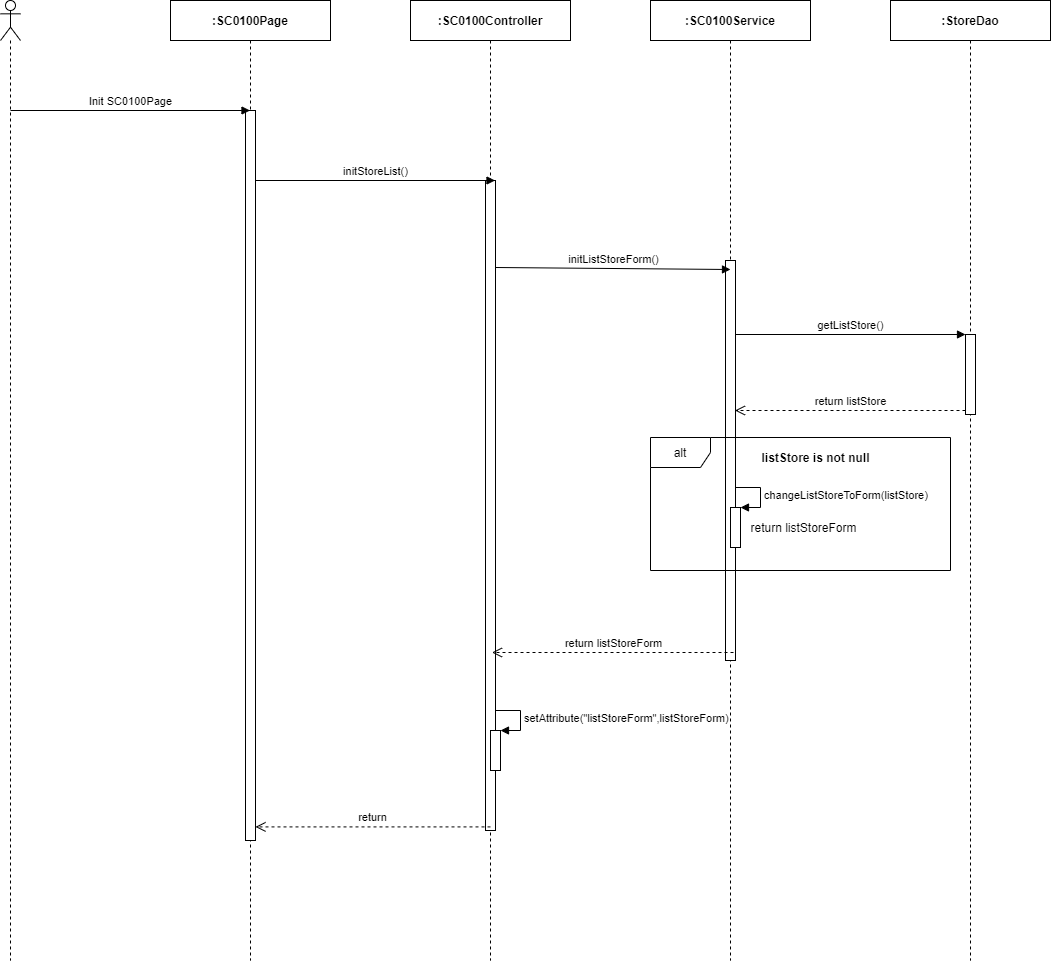 :SC0100Page
:SC0100Controller
:SC0100Service
:StoreDao
Init SC0100Page
initStoreList()
initListStoreForm()
getListStore()
return listStore
alt
listStore is not null
changeListStoreToForm(listStore)
return listStoreForm
return listStoreForm
setAttribute("listStoreForm",listStoreForm)
return